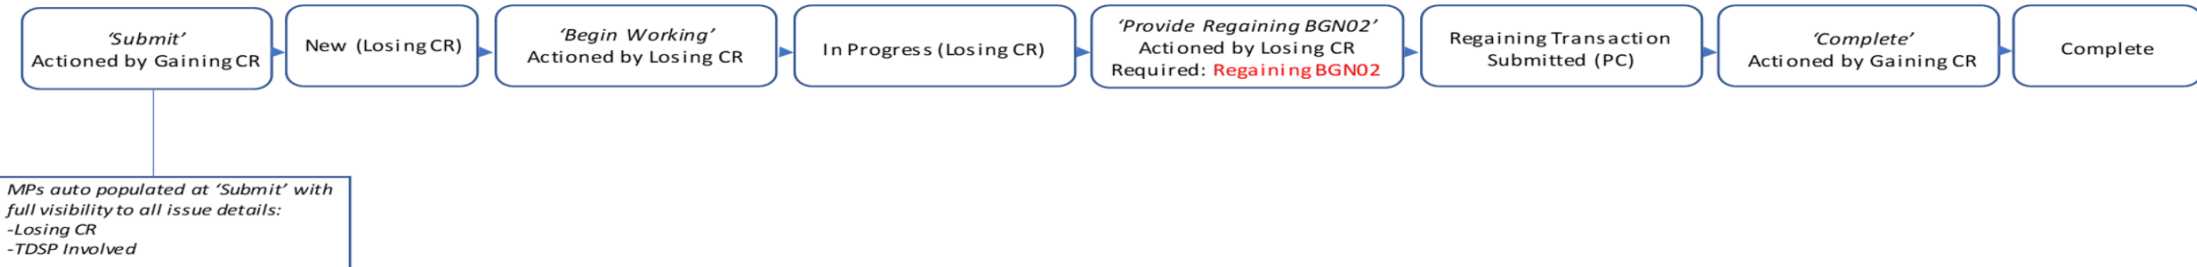 ‘Submit’
Actioned by Gaining CR
New (Losing CR)
‘Begin Working’
Actioned by Losing CR
In Progress (Losing CR)
‘Provide Regaining BGN02’
Actioned by Losing CR
Required: Regaining BGN02
Regaining Transaction
Submitted (PC)
‘Complete’
Actioned by Gaining CR
Complete
MPs auto populated at ‘Submit’ with
full visibility to all issue details:
-Losing CR
-TDSP Involved